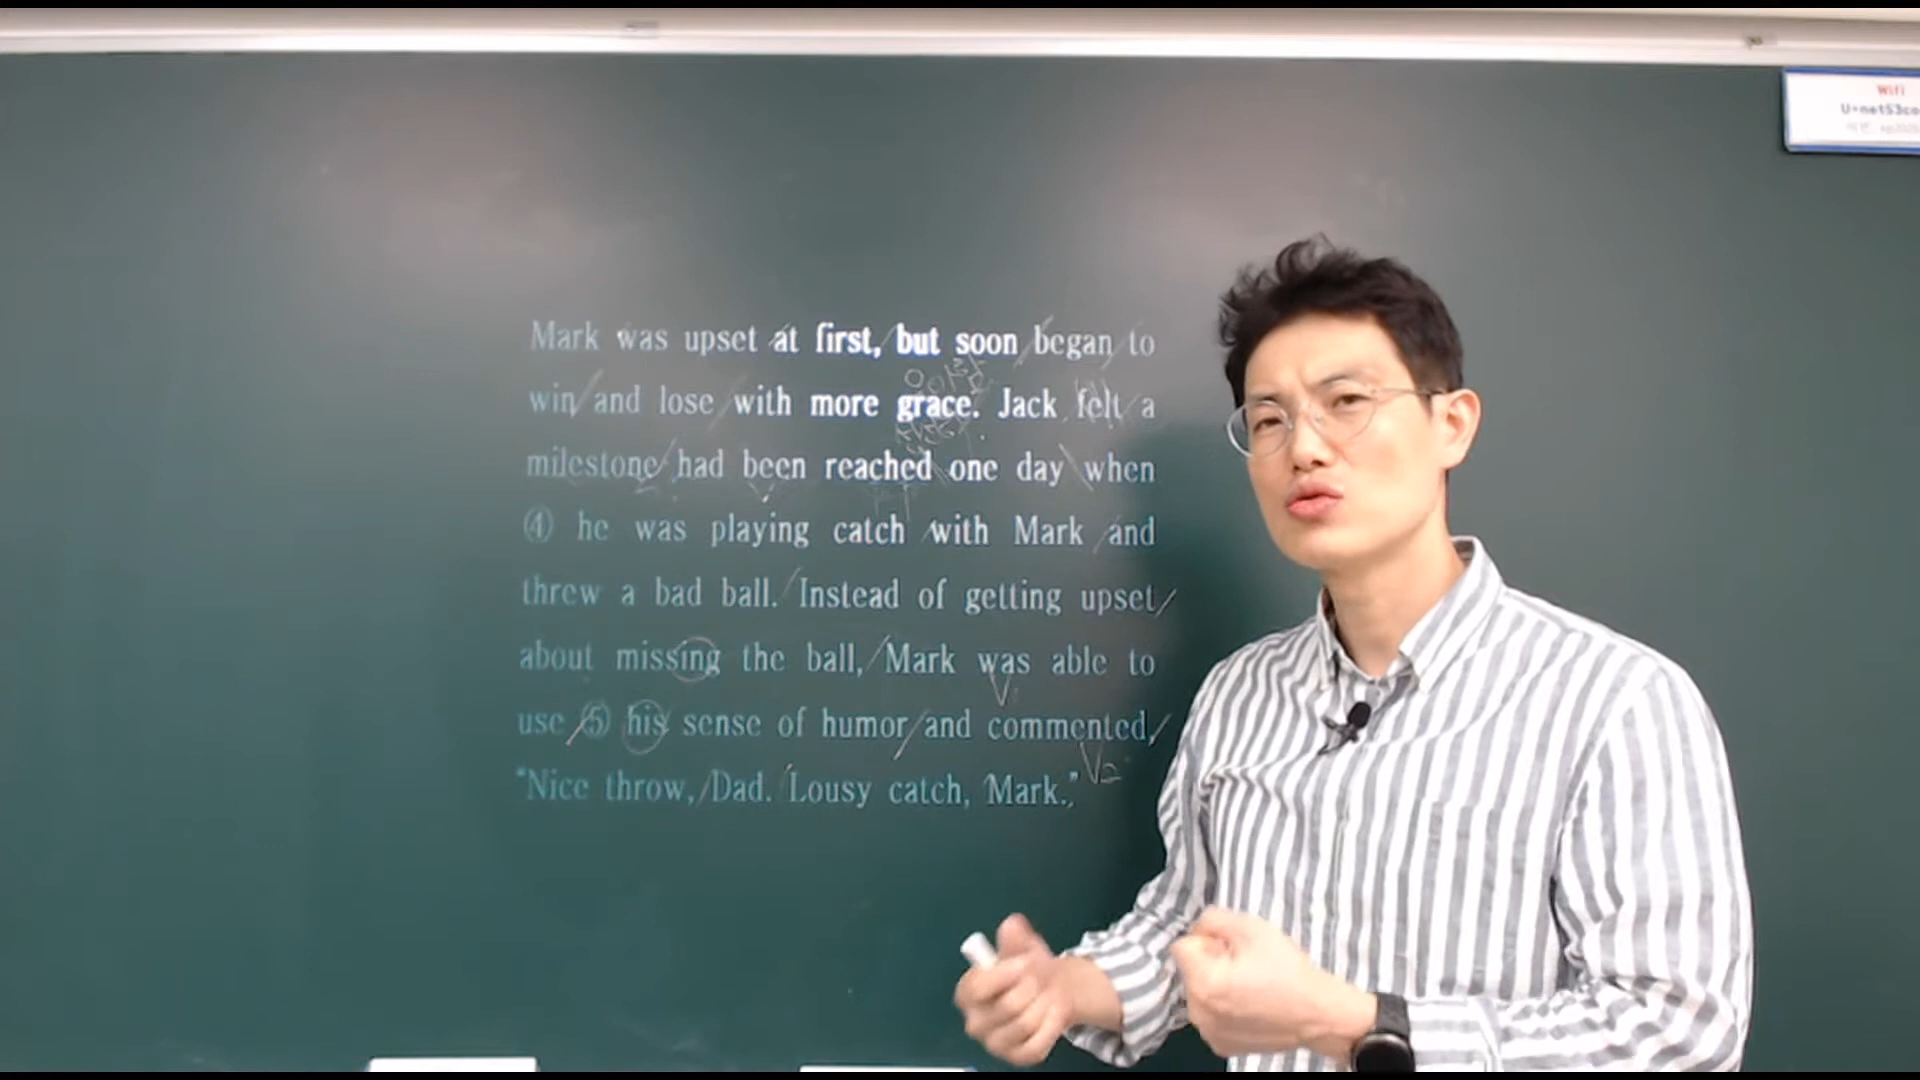 Mark was upset at first, but soon began to
win and lose with more grace. Jack felt a
milestone had been reached one day when
④ he was playing catch with Mark and
threw a bad ball. Instead of getting upset
about missing the ball, Mark was able to
use ⑤ his sense of humor and commented,
"Nice throw, Dad. Lousy catch, Mark."
V₁
V₂
Wifi